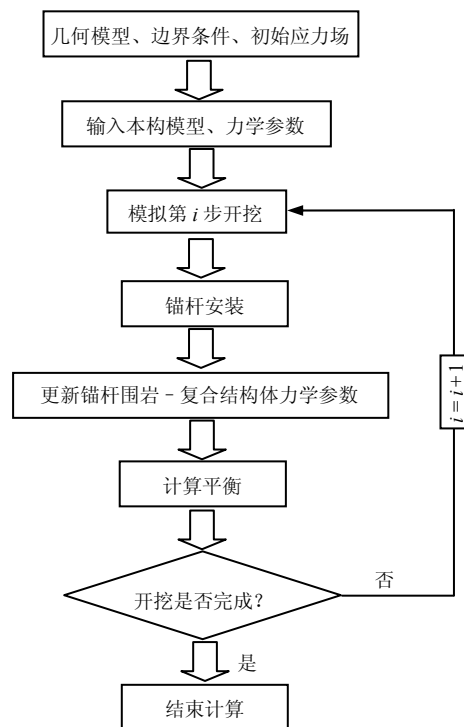 几何模型、边界条件、初始应力场
输入本构模型、力学参数
模拟第 i 步开挖
锚杆安装
i = i + 1
更新锚杆围岩－复合结构体力学参数
计算平衡
开挖是否完成？
否
是
结束计算